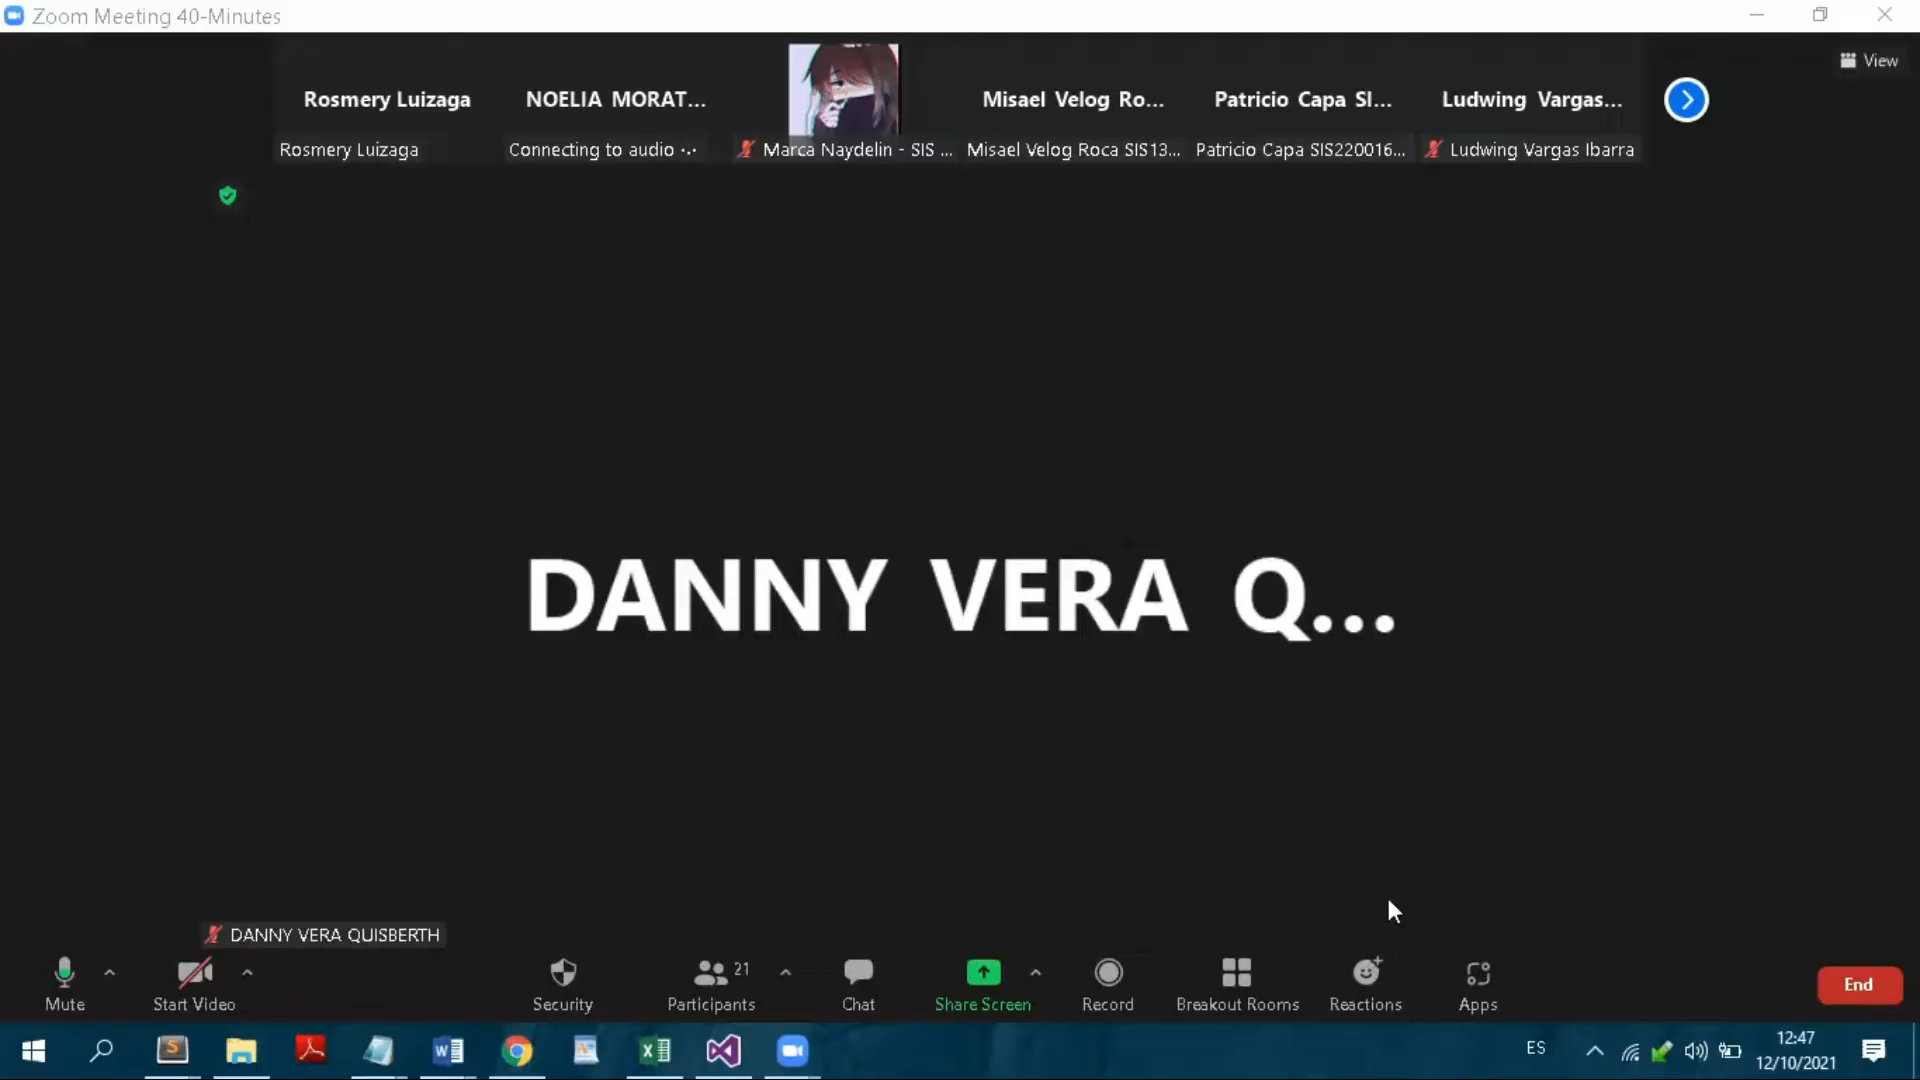 Zoom Meeting 40-Minutes
View
Rosmery Luizaga
NOELIA MORAT...
Misael Velog Ro...
Patricio Capa SI...
Ludwing Vargas...
Rosmery Luizaga
Connecting to audio ...
Marca Naydelin - SIS ...
Misael Velog Roca SIS13...
Patricio Capa SIS220016...
Ludwing Vargas Ibarra
DANNY VERA Q...
DANNY VERA QUISBERTH
21
Mute
Start Video
Security
Participants
Chat
Share Screen
Record
Breakout Rooms
Reactions
Apps
End
ES
12:47
12/10/2021